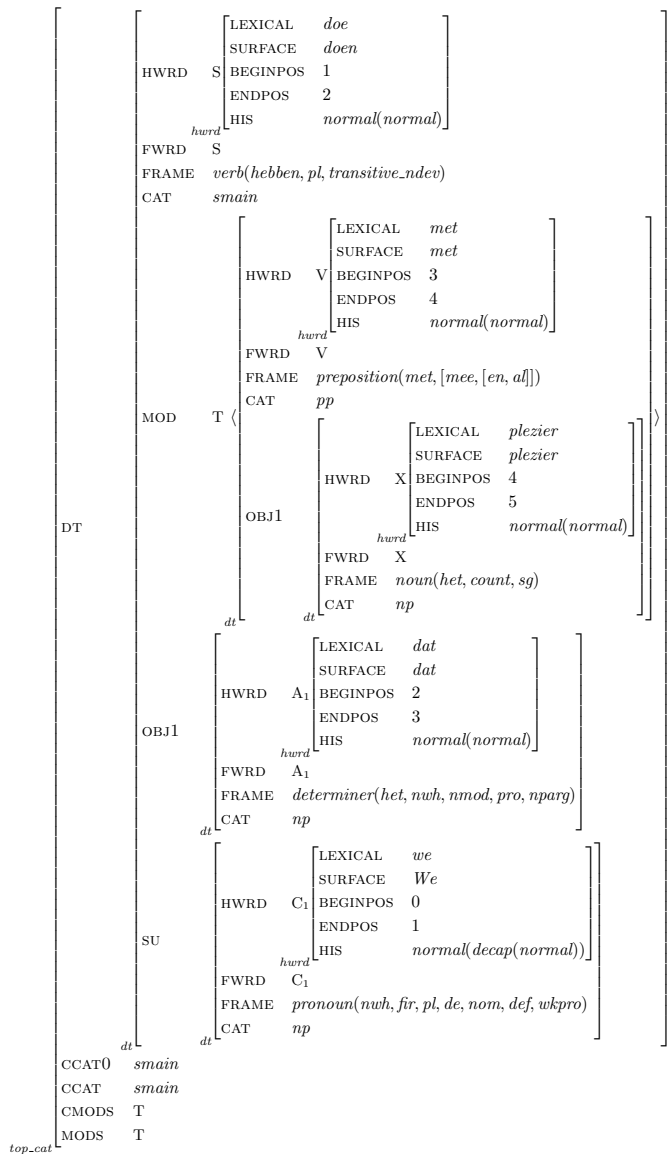 LEXICAL doe
SURFACE doen
HWRD S BEGINPOS 1
ENDPOS 2
HIS normal(normal)
hwrd
FWRD S
FRAME verb(hebben, pl, transitive_ndev)
CAT smain
LEXICAL met
SURFACE met
HWRD V BEGINPOS 3
ENDPOS 4
HIS normal(normal)
hwrd
FWRD V
FRAME preposition(met, [mee, [en, al]])
CAT pp
MOD T ⟨ ⟩
LEXICAL plezier
SURFACE plezier
HWRD X BEGINPOS 4
ENDPOS 5
OBJ1
HIS normal(normal)
DT
hwrd
FWRD X
FRAME noun(het, count, sg)
CAT np
dt dt
LEXICAL dat
SURFACE dat
HWRD A1 BEGINPOS 2
ENDPOS 3
OBJ1
HIS normal(normal)
hwrd
FWRD A1
FRAME determiner(het, nwh, nmod, pro, nparg)
CAT np
dt
LEXICAL we
SURFACE We
HWRD C1 BEGINPOS 0
ENDPOS 1
SU
HIS normal(decap(normal))
hwrd
FWRD C1
FRAME pronoun(nwh, fir, pl, de, nom, def, wkpro)
CAT np
dt dt
CCAT0 smain
CCAT smain
CMODS T
MODS T
top_cat